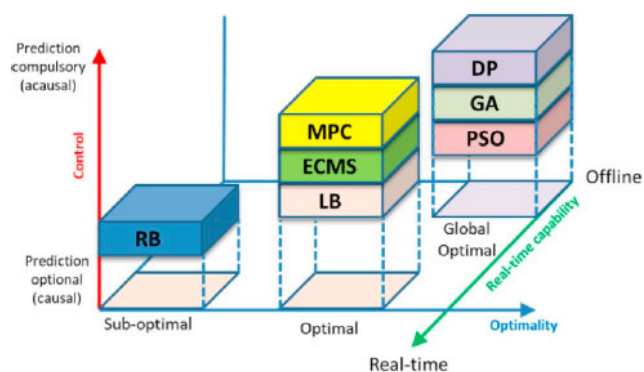 Prediction
compulsory
(acausal)
Control
Prediction
optional
(causal)
RB
MPC
ECMS
LB
DP
GA
PSO
Offline
Global
Optimal
Real-time capability
Sub-optimal
Optimal
Optimality
Real-time